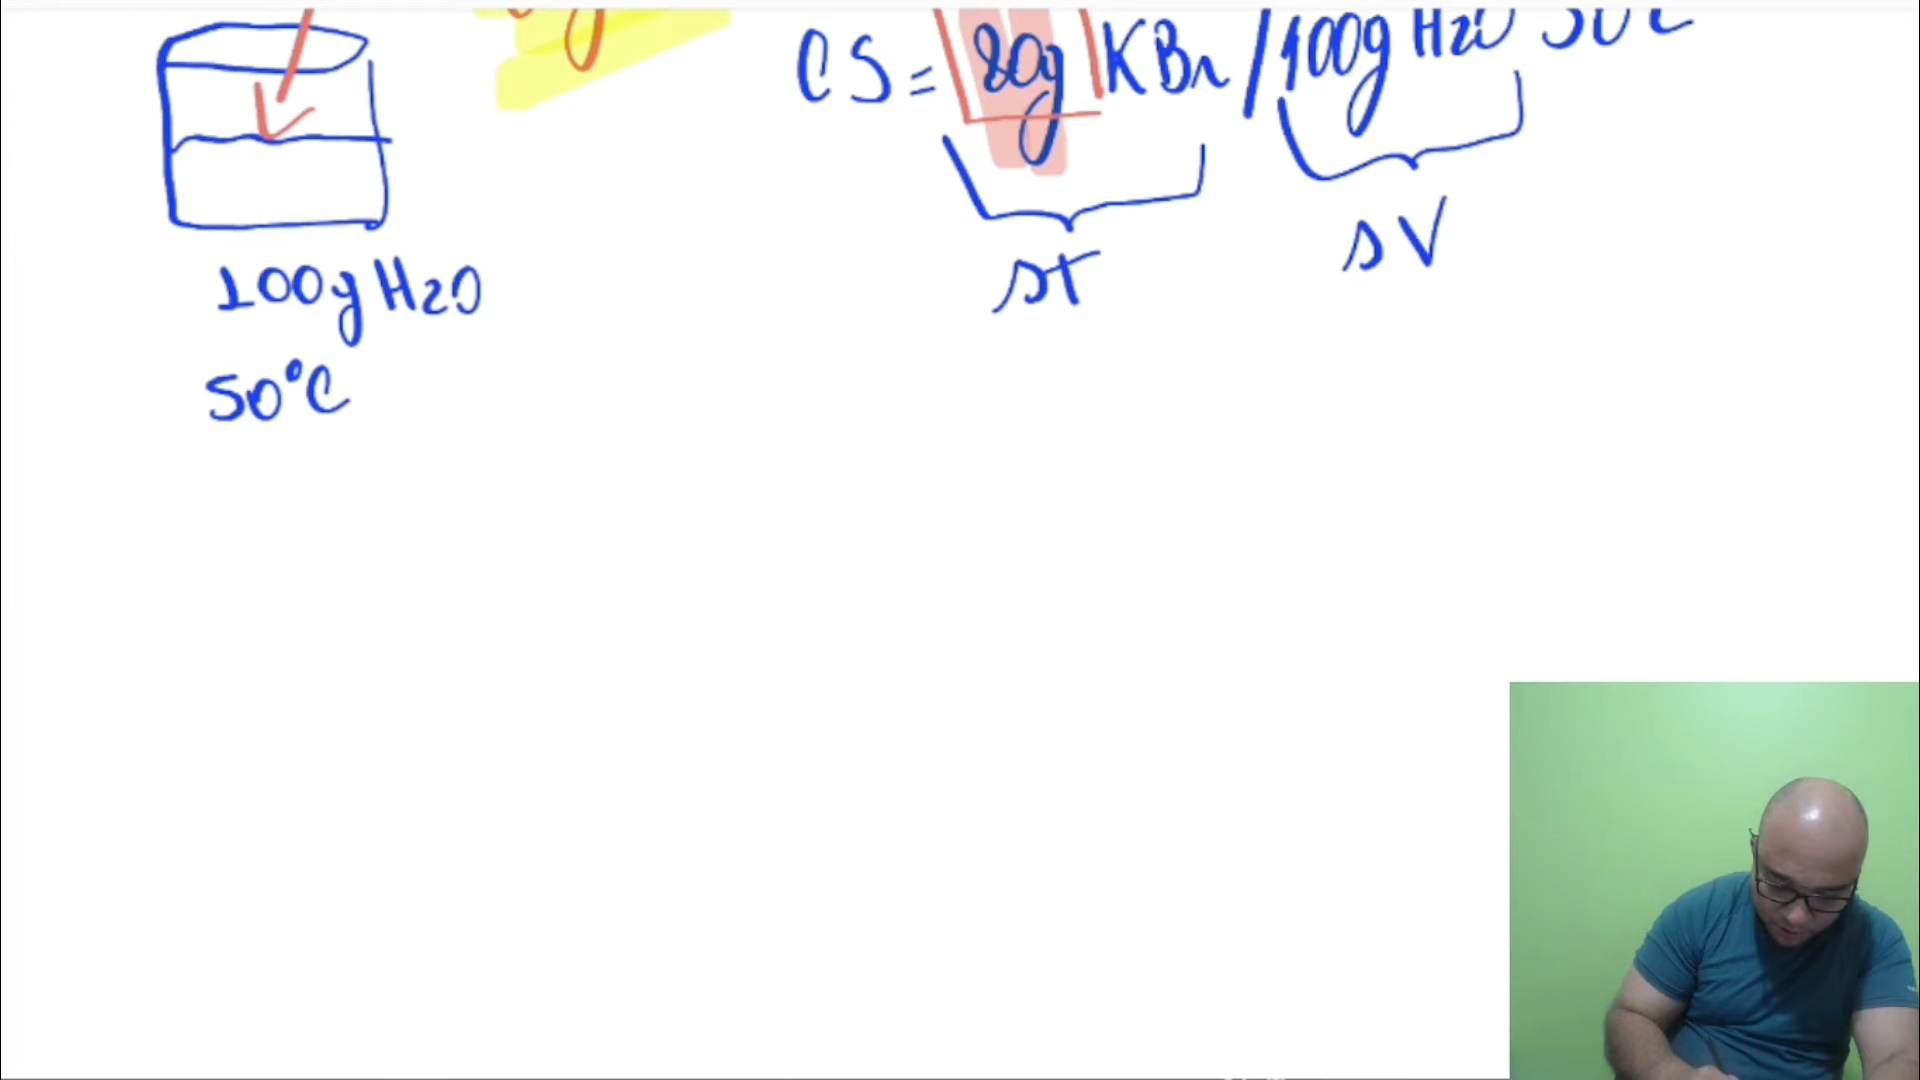 CS = 80g KBr / 100g H2O 50°C
st
sV
100g H2O
50°C